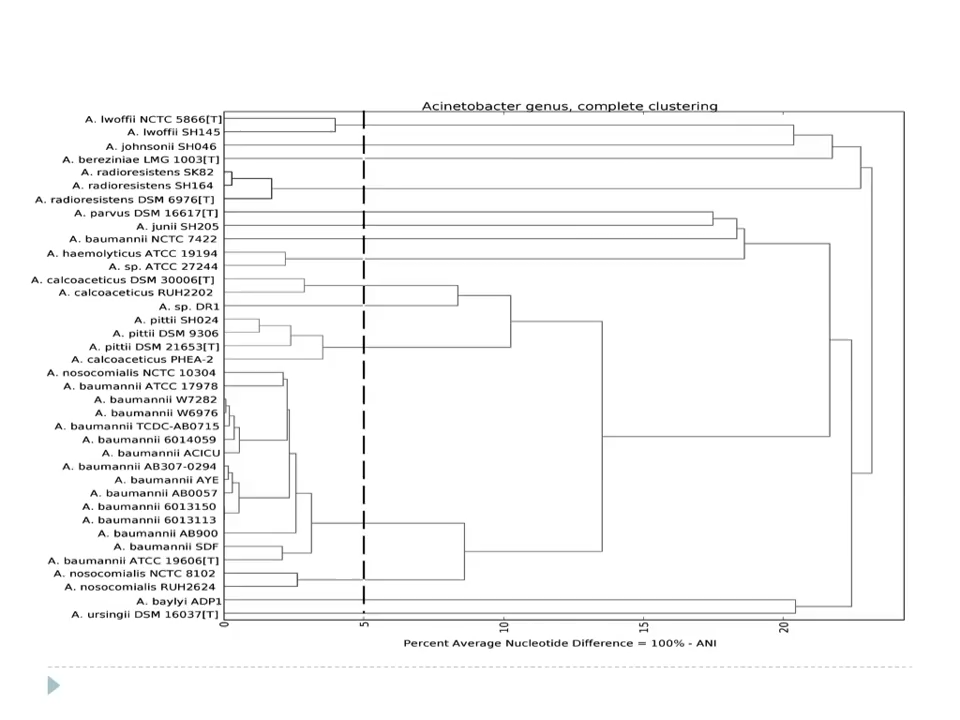 Acinetobacter genus, complete clustering
A. lwoffii NCTC 5866[T]
A. lwoffii SH145
A. johnsonii SH046
A. bereziniae LMG 1003[T]
A. radioresistens SK82
A. radioresistens SH164
A. radioresistens DSM 6976[T]
A. parvus DSM 16617[T]
A. junii SH205
A. baumannii NCTC 7422
A. haemolyticus ATCC 19194
A. sp. ATCC 27244
A. calcoaceticus DSM 30006[T]
A. calcoaceticus RUH2202
A. sp. DR1
A. pittii SH024
A. pittii DSM 9306
A. pittii DSM 21653[T]
A. calcoaceticus PHEA-2
A. nosocomialis NCTC 10304
A. baumannii ATCC 17978
A. baumannii W7282
A. baumannii W6976
A. baumannii TCDC-AB0715
A. baumannii 6014059
A. baumannii ACICU
A. baumannii AB307-0294
A. baumannii AYE
A. baumannii AB0057
A. baumannii 6013150
A. baumannii 6013113
A. baumannii AB900
A. baumannii SDF
A. baumannii ATCC 19606[T]
A. nosocomialis NCTC 8102
A. nosocomialis RUH2624
A. baylyi ADP1
A. ursingii DSM 16037[T]
0 5 10 15 20
Percent Average Nucleotide Difference = 100% - ANI